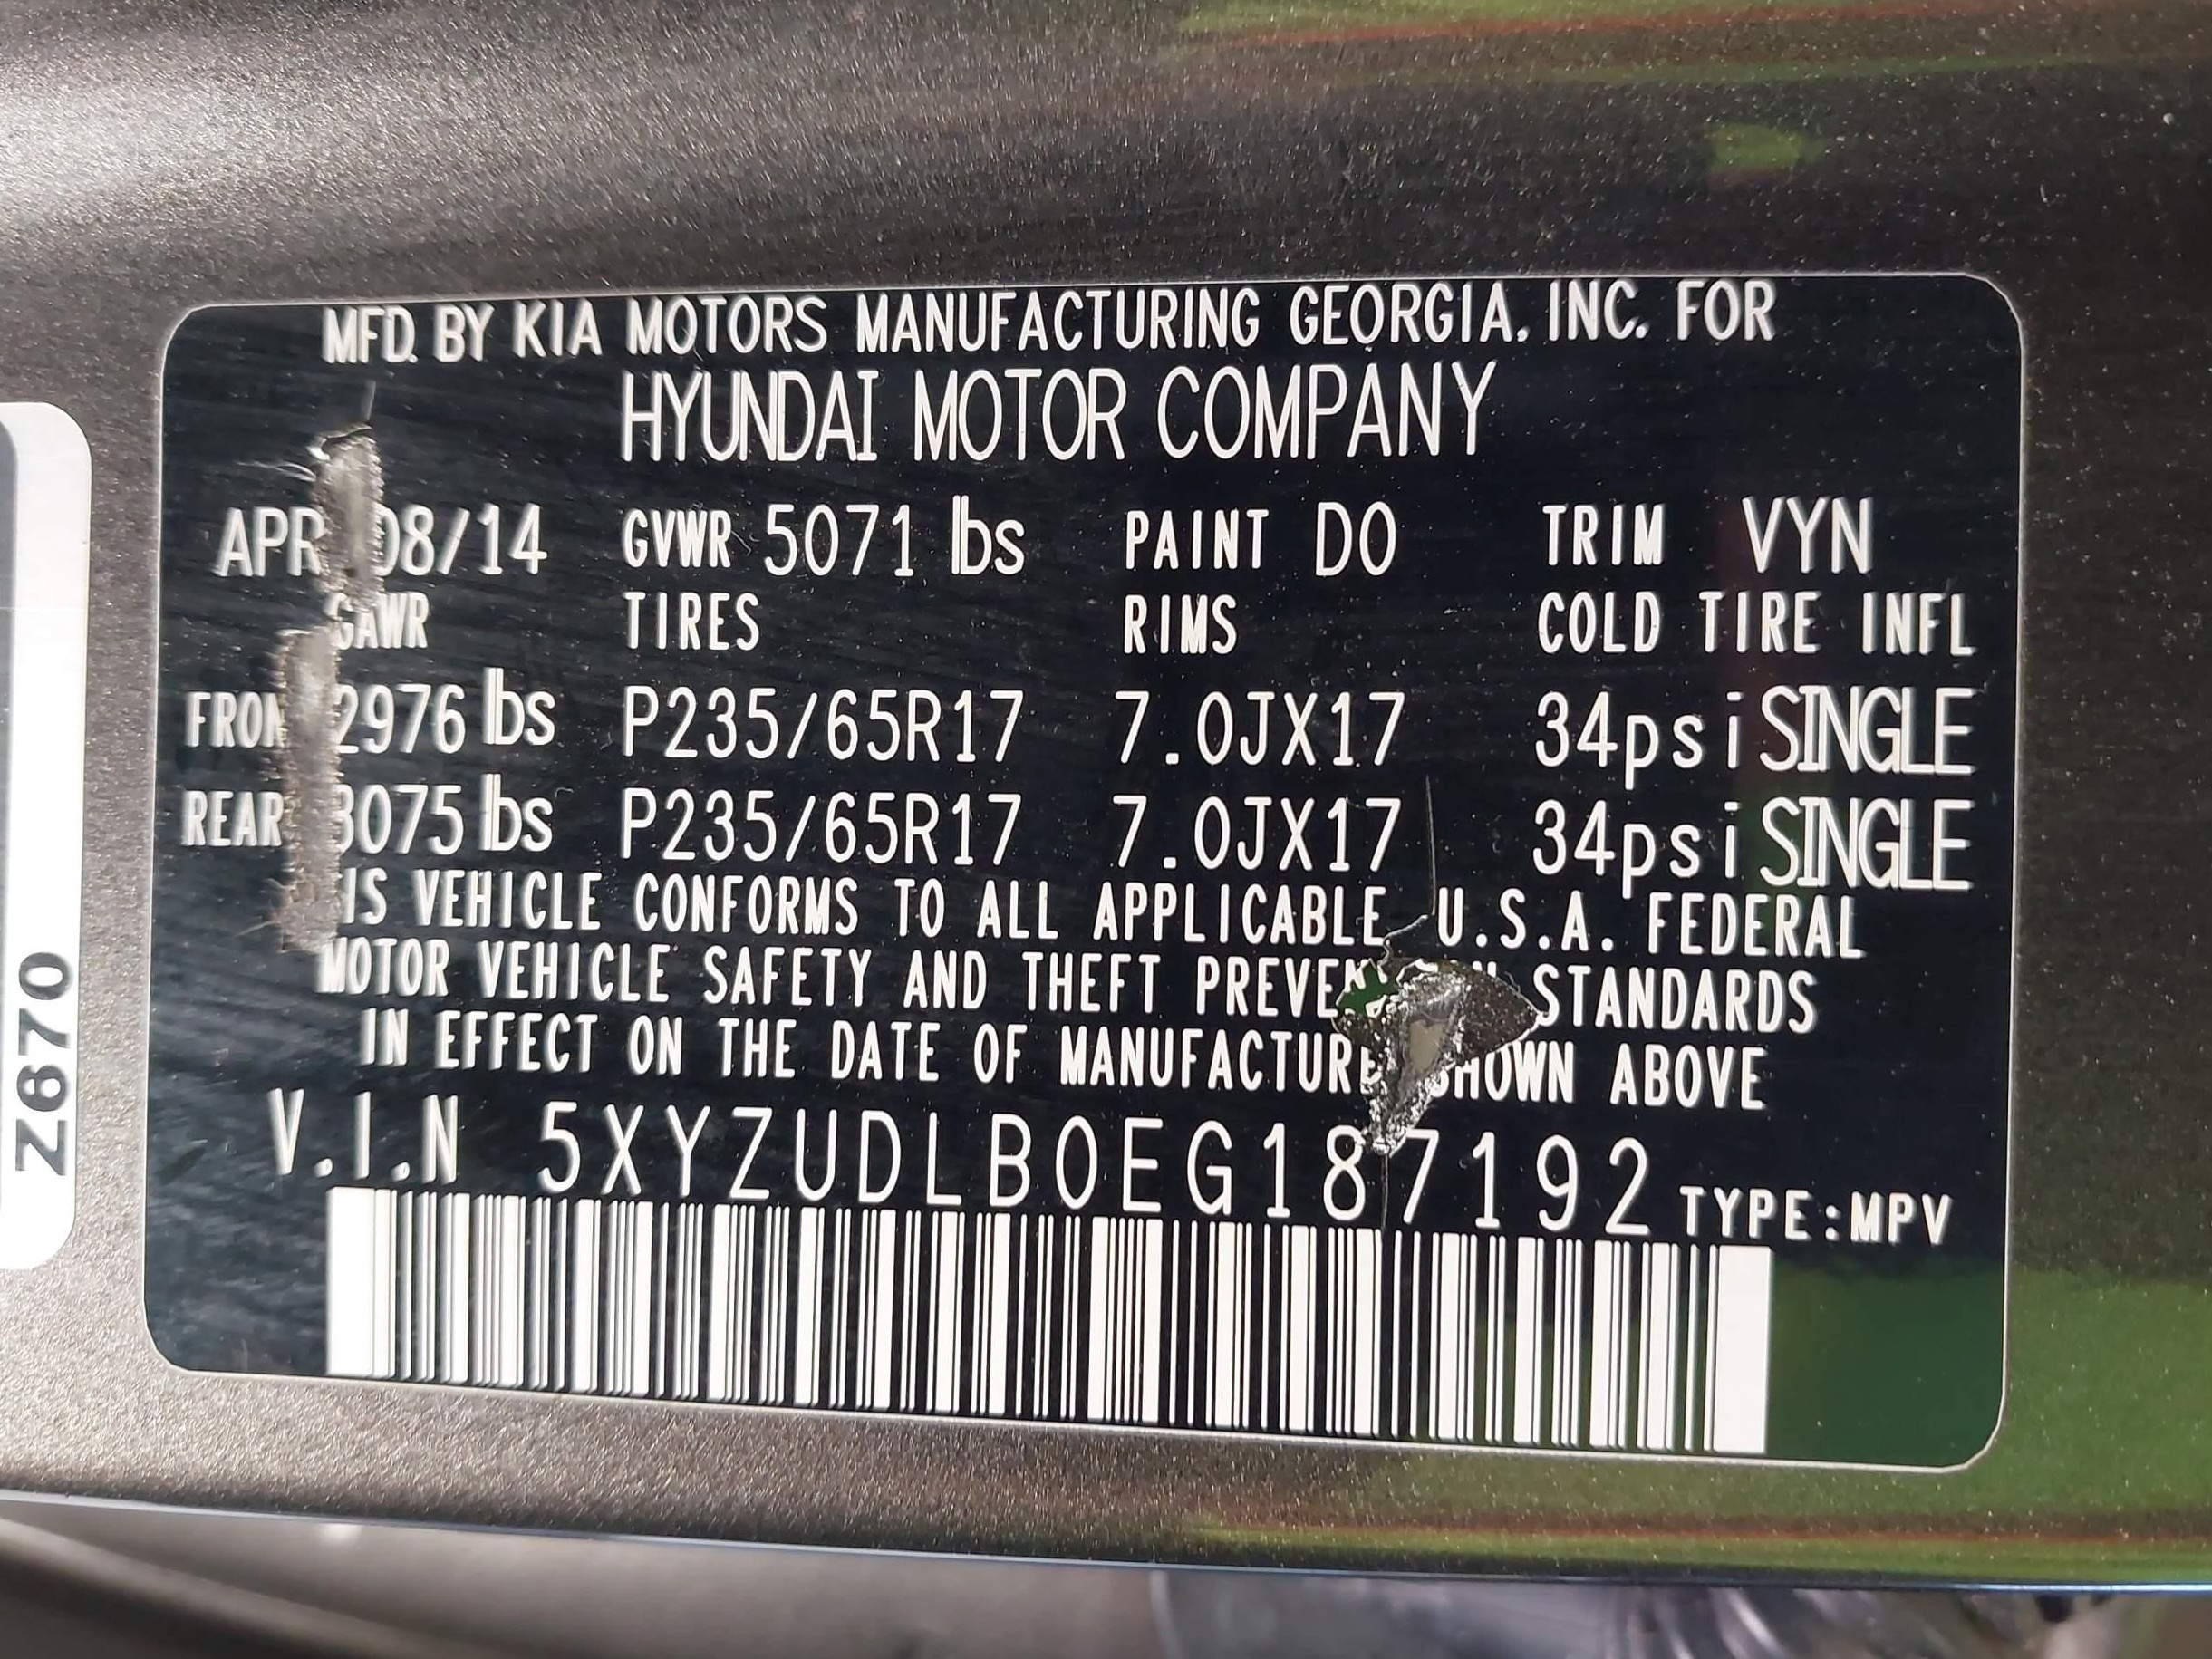 MFD. BY KIA MOTORS MANUFACTURING GEORGIA. INC. FOR
HYUNDAI MOTOR COMPANY
APR 08/14 GVWR 5071 lbs PAINT DO TRIM VYN
GAWR TIRES RIMS COLD TIRE INFL
2976 lbs P235/65R17 7.0JX17 34psi SINGLE
REAR 3075 lbs P235/65R17 7.0JX17 34psi SINGLE
VEHICLE CONFORMS TO ALL APPLICABLE U.S.A. FEDERAL
MOTOR VEHICLE SAFETY AND THEFT STANDARDS
IN EFFECT ON THE DATE OF MANUFACTURE SHOWN ABOVE
V.I.N 5XYZUDLB0EG187192 TYPE:MPV
Z670